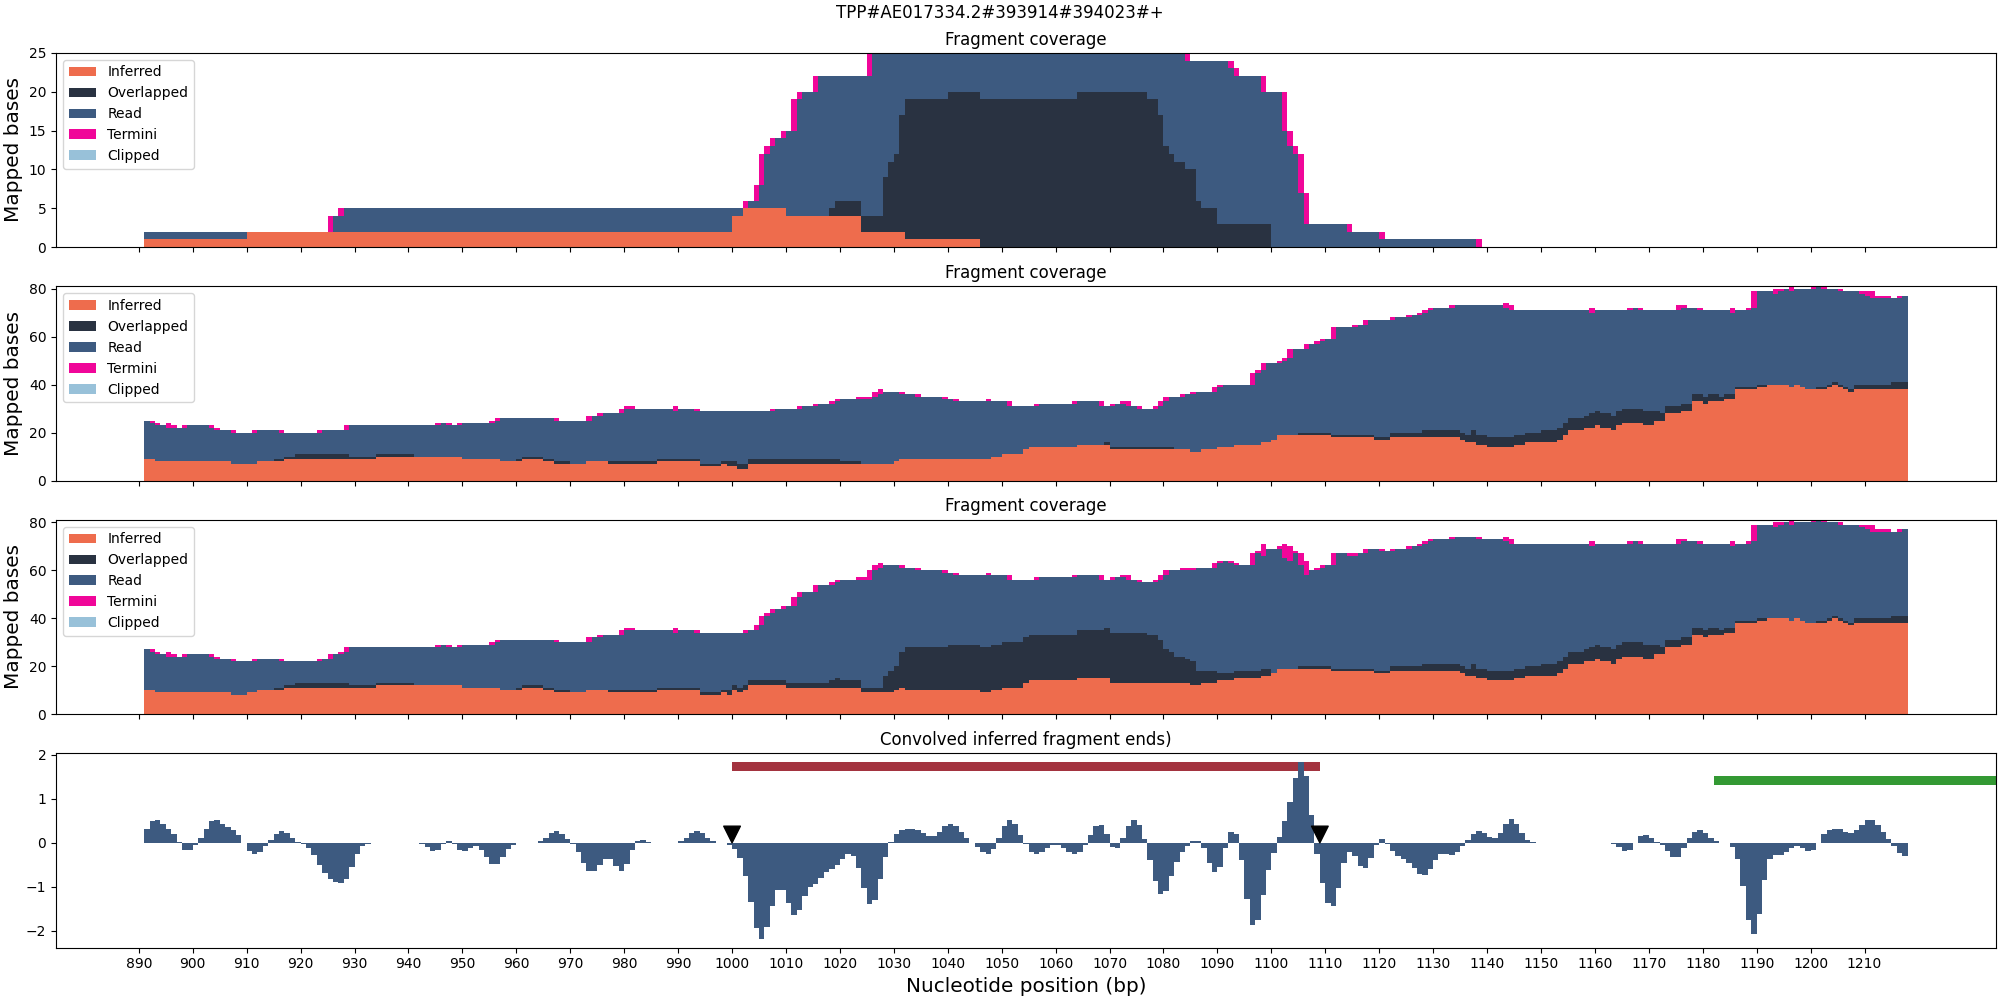 TPP#AE017334.2#393914#394023#+
Fragment coverage
Mapped bases
25
20
15
10
5
0
Inferred
Overlapped
Read
Termini
Clipped
Fragment coverage
Mapped bases
80
60
40
20
0
Inferred
Overlapped
Read
Termini
Clipped
Fragment coverage
Mapped bases
80
60
40
20
0
Inferred
Overlapped
Read
Termini
Clipped
Convolved inferred fragment ends)
2
1
0
−1
−2
890 900 910 920 930 940 950 960 970 980 990 1000 1010 1020 1030 1040 1050 1060 1070 1080 1090 1100 1110 1120 1130 1140 1150 1160 1170 1180 1190 1200 1210
Nucleotide position (bp)